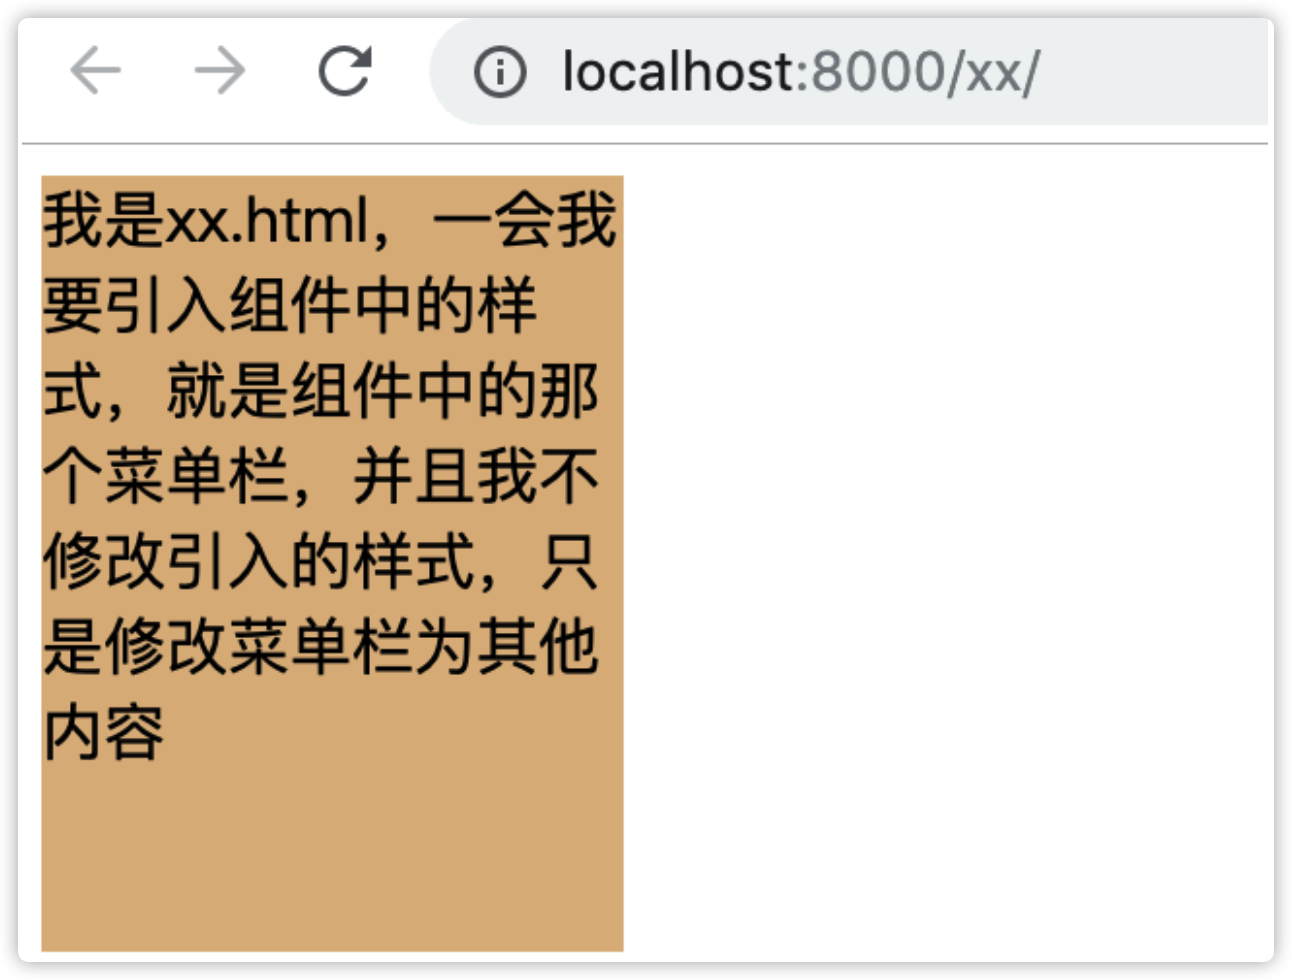 localhost:8000/xx/
我是xx.html，一会我
要引入组件中的样
式，就是组件中的那
个菜单栏，并且我不
修改引入的样式，只
是修改菜单栏为其他
内容